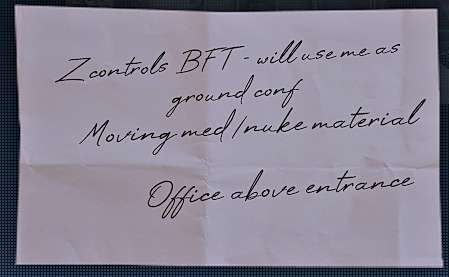 Z controls BFT - will use me as
ground conf
Moving med/nuke material
Office above entrance